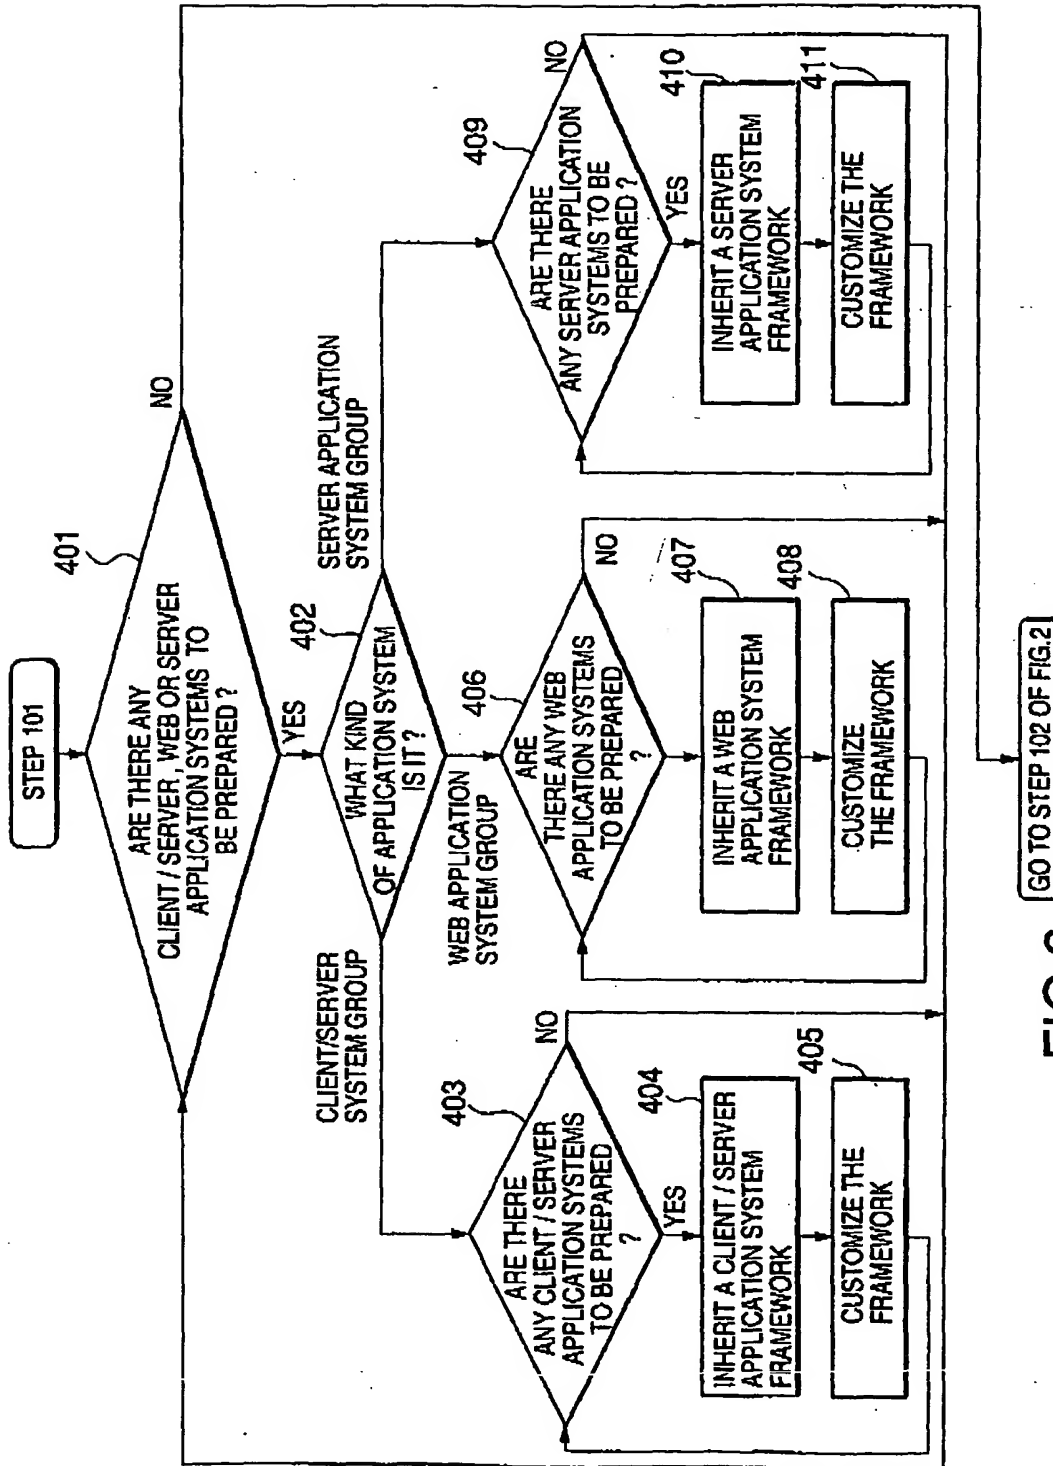 STEP 101
401
ARE THERE ANY
CLIENT / SERVER, WEB OR SERVER
APPLICATION SYSTEMS TO
BE PREPARED ?
NO
YES
402
WHAT KIND
OF APPLICATION SYSTEM
IS IT ?
CLIENT/SERVER
SYSTEM GROUP
WEB APPLICATION
SYSTEM GROUP
SERVER APPLICATION
SYSTEM GROUP
403
ARE THERE
ANY CLIENT / SERVER
APPLICATION SYSTEMS
TO BE PREPARED
?
NO
YES
404
INHERIT A CLIENT / SERVER
APPLICATION SYSTEM
FRAMEWORK
405
CUSTOMIZE THE
FRAMEWORK
406
ARE
THERE ANY WEB
APPLICATION SYSTEMS
TO BE PREPARED
?
NO
407
INHERIT A WEB
APPLICATION SYSTEM
FRAMEWORK
408
CUSTOMIZE
THE FRAMEWORK
409
ARE THERE
ANY SERVER APPLICATION
SYSTEMS TO BE
PREPARED ?
NO
YES
410
INHERIT A SERVER
APPLICATION SYSTEM
FRAMEWORK
411
CUSTOMIZE THE
FRAMEWORK
GO TO STEP 102 OF FIG.2